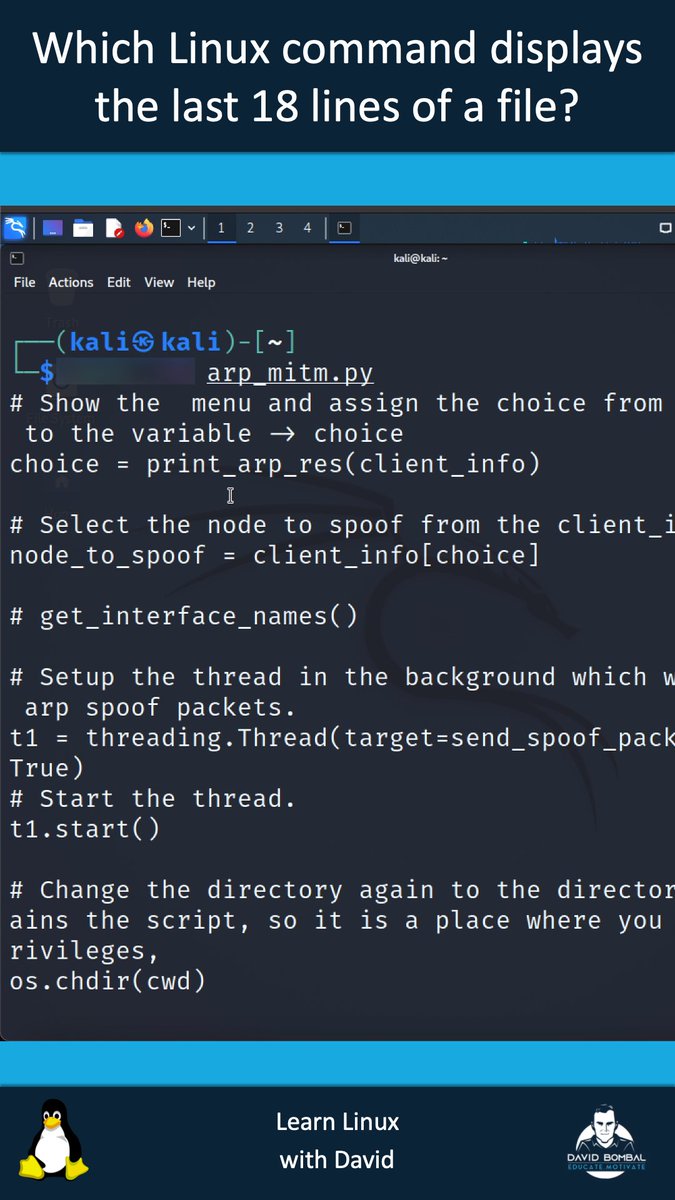 Which Linux command displays
the last 18 lines of a file?
1 2 3 4
kali@kali: ~
File Actions Edit View Help
┌──(kali㉿kali)-[~]
└─$ arp_mitm.py
# Show the  menu and assign the choice from
 to the variable → choice
choice = print_arp_res(client_info)
# Select the node to spoof from the client_i
node_to_spoof = client_info[choice]
# get_interface_names()
# Setup the thread in the background which w
 arp spoof packets.
t1 = threading.Thread(target=send_spoof_pack
True)
# Start the thread.
t1.start()
# Change the directory again to the director
ains the script, so it is a place where you
rivileges,
os.chdir(cwd)
Learn Linux
with David
DAVID BOMBAL
EDUCATE MOTIVATE